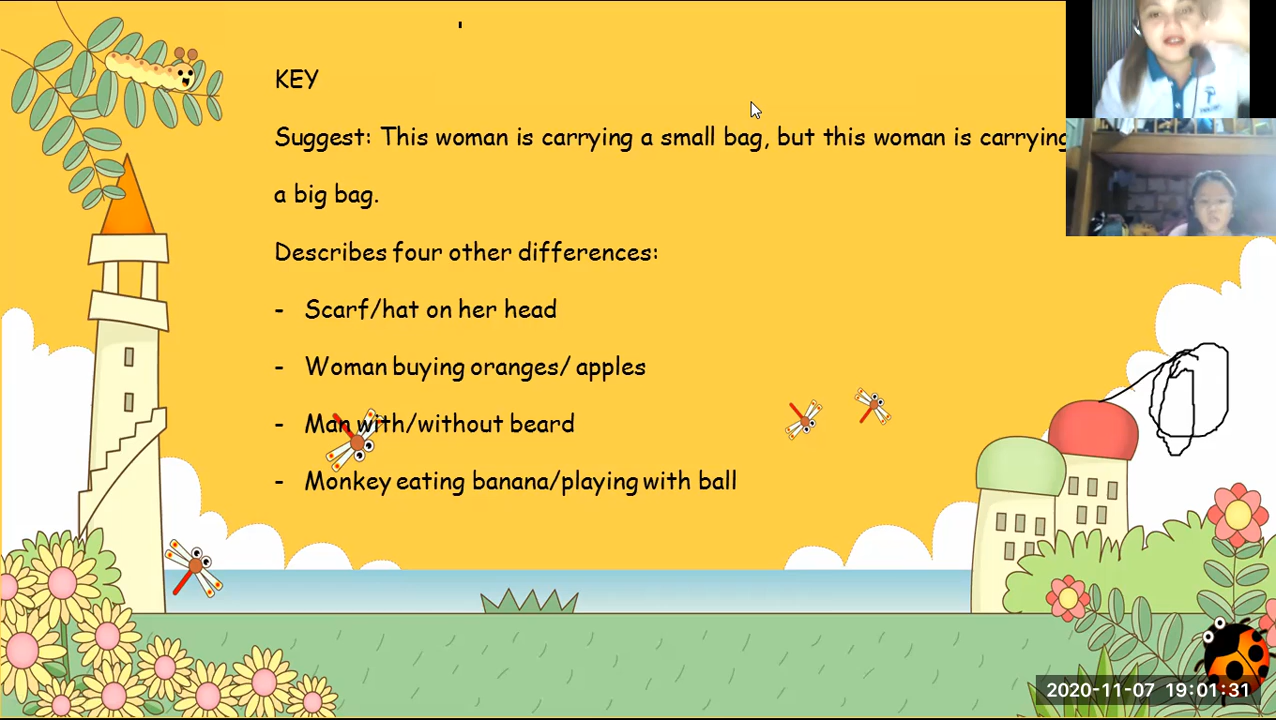 KEY
Suggest: This woman is carrying a small bag, but this woman is carrying
a big bag.
Describes four other differences:
- Scarf/hat on her head
- Woman buying oranges/ apples
- Man with/without beard
- Monkey eating banana/playing with ball
2020-11-07 19:01:31